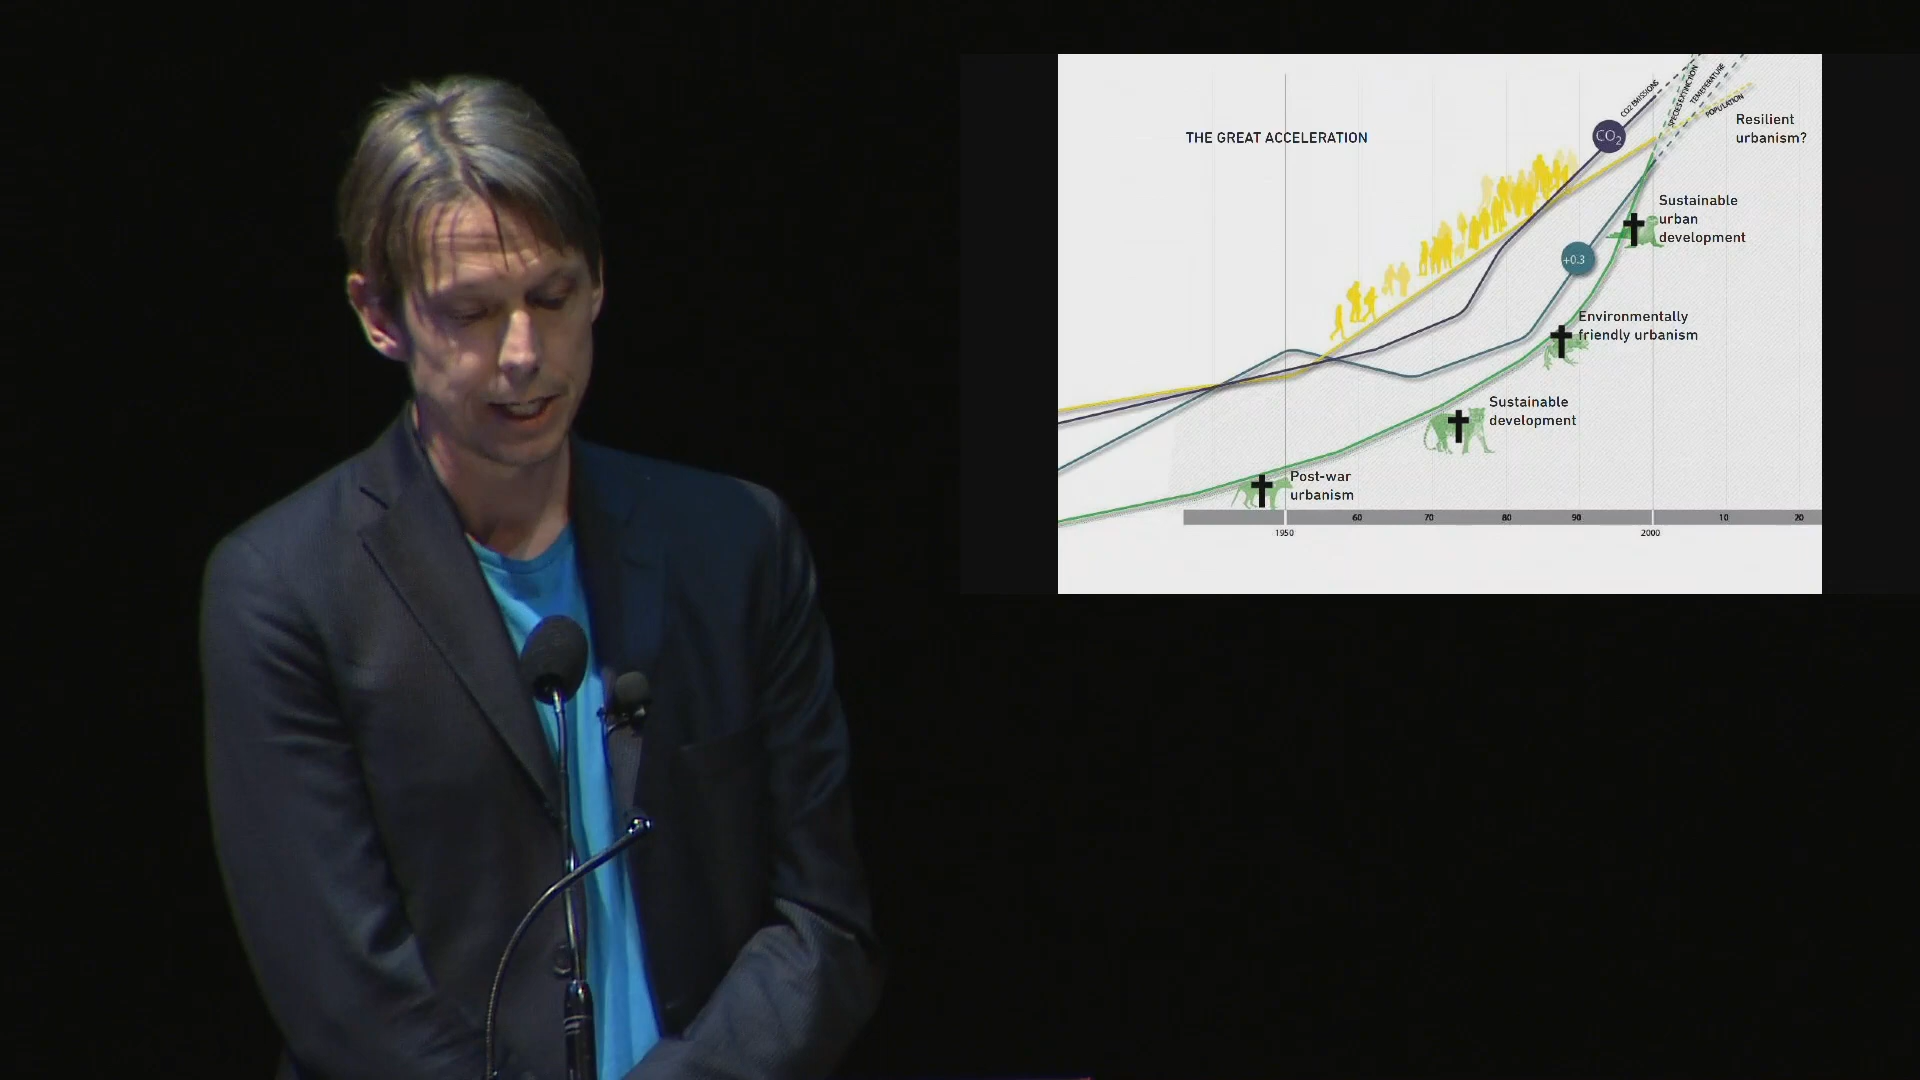 THE GREAT ACCELERATION
CO2 EMISSIONS
SPECIES EXTINCTION
TEMEPERATURE
POPULATION
CO2
Resilient
urbanism?
Sustainable
urban
development
+0.3
Environmentally
friendly urbanism
Sustainable
development
Post-war
urbanism
60 70 80 90 10 20
1950 2000